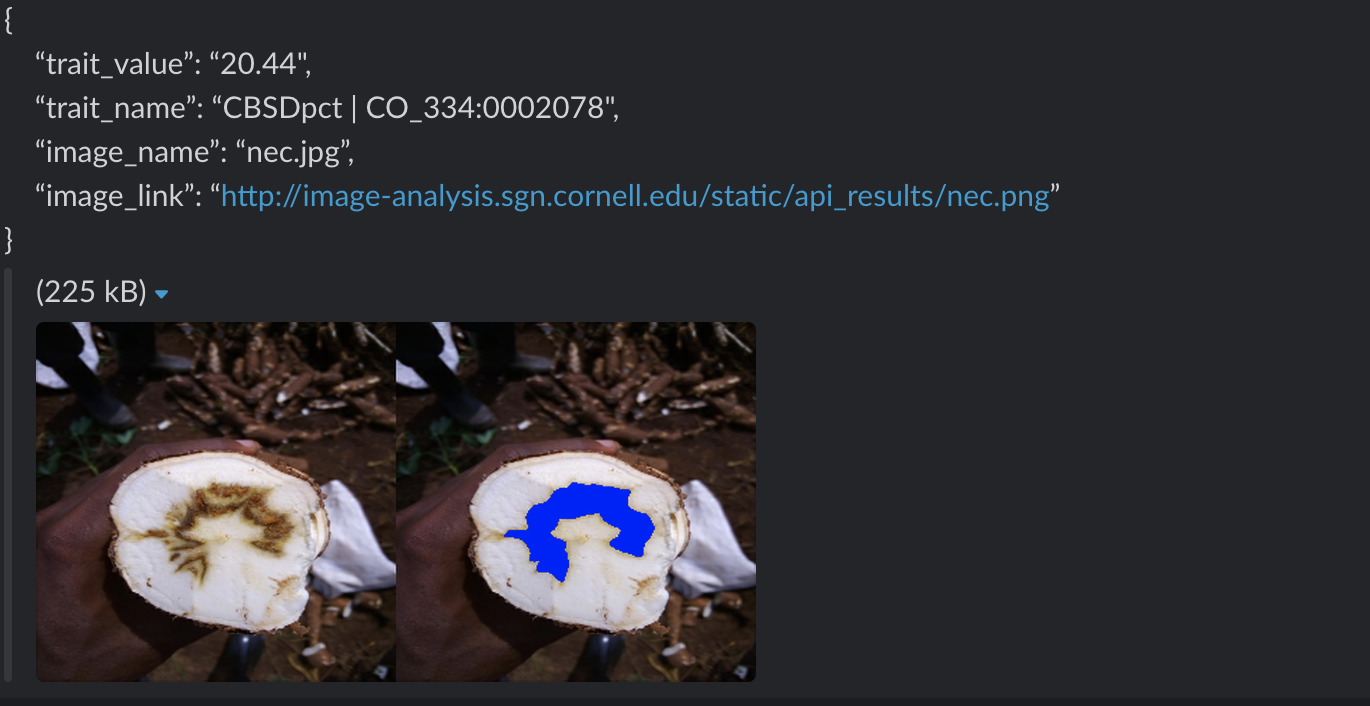 {
“trait_value”: “20.44",
“trait_name”: “CBSDpct | CO_334:0002078",
“image_name”: “nec.jpg”,
“image_link”: “http://image-analysis.sgn.cornell.edu/static/api_results/nec.png”
}
(225 kB)